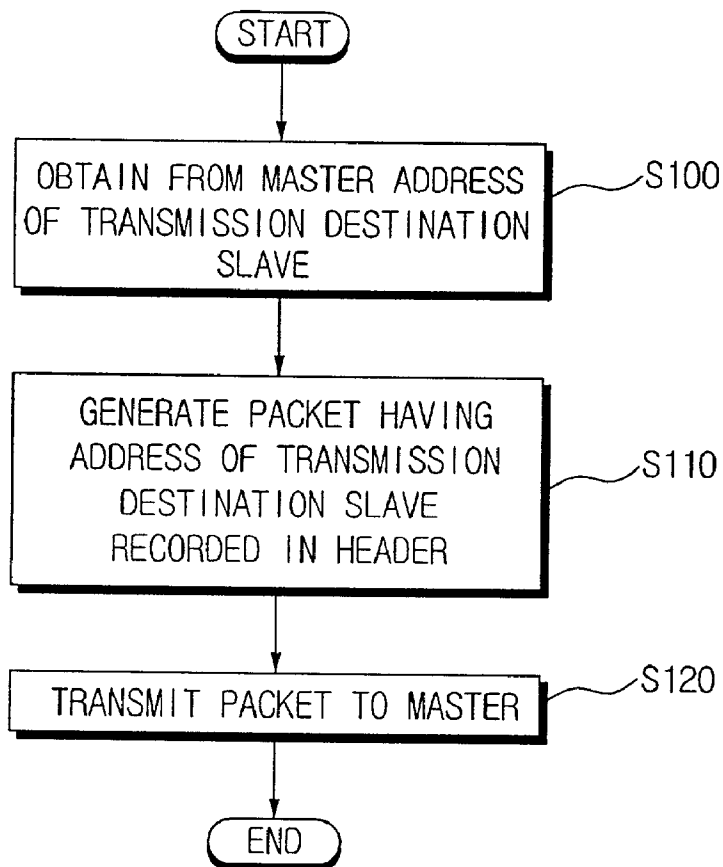 START
OBTAIN FROM MASTER ADDRESS
OF TRANSMISSION DESTINATION
SLAVE
S100
GENERATE PACKET HAVING
ADDRESS OF TRANSMISSION
DESTINATION SLAVE
RECORDED IN HEADER
S110
TRANSMIT PACKET TO MASTER
S120
END